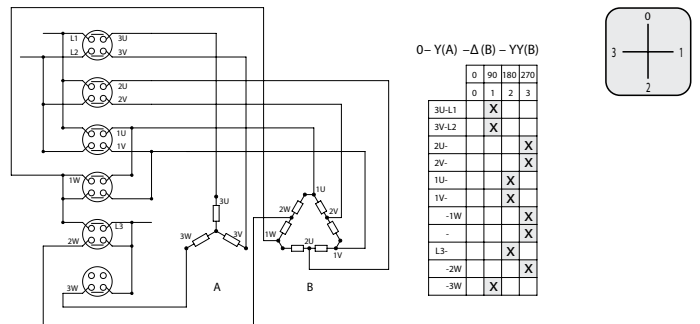 L1
3U
L2
3V
2U
2V
1U
1V
1W
L3
2W
3W
3U
3W
3V
A
1U
2W
2V
1W
2U
1V
B
0– Y(A) –Δ (B) – YY(B)
0 90 180 270
0 1 2 3
3U-L1 X
3V-L2 X
2U- X
2V- X
1U- X
1V- X
-1W X
- X
L3- X
-2W X
-3W X
0
3 1
2